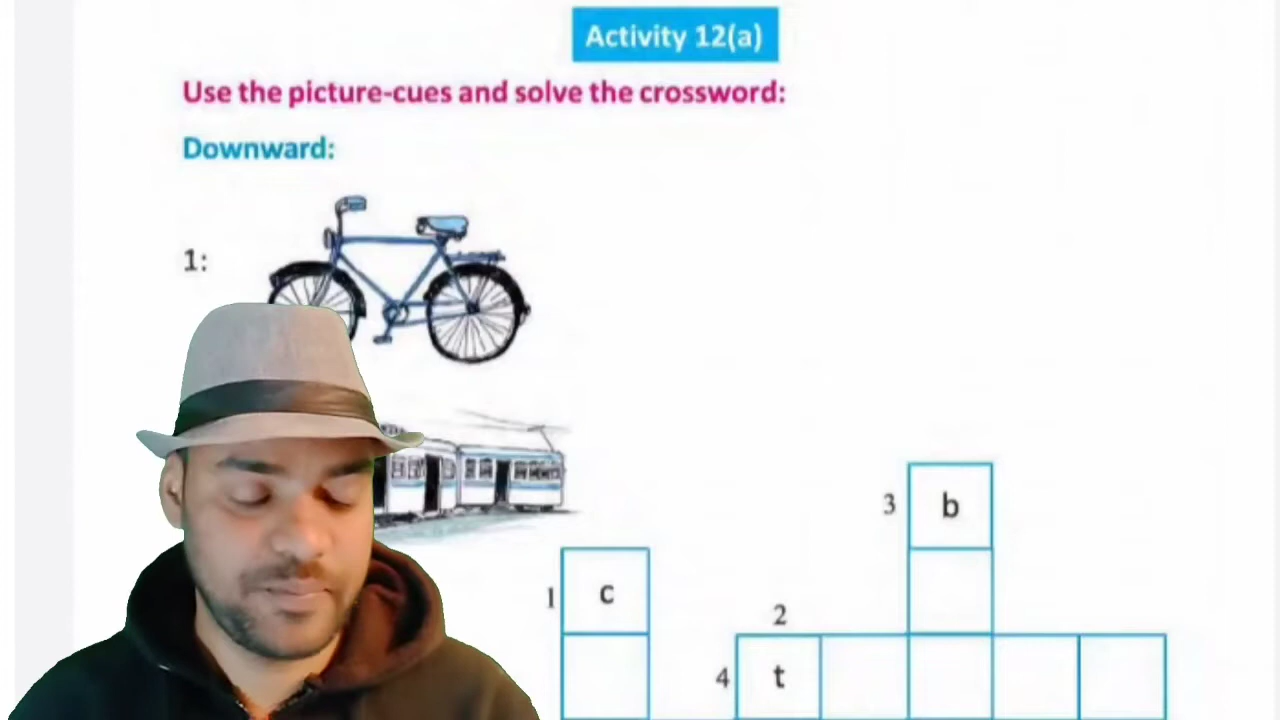 Activity 12(a)
Use the picture-cues and solve the crossword:
Downward:
1:
3 b
1 c
2
4 t